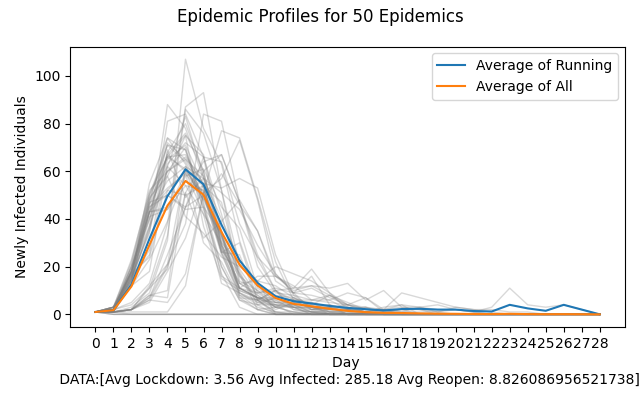 Epidemic Profiles for 50 Epidemics
Average of Running
Average of All
Newly Infected Individuals
100
80
60
40
20
0
0 1 2 3 4 5 6 7 8 9 10 11 12 13 14 15 16 17 18 19 20 21 22 23 24 25 26 27 28
Day
DATA:[Avg Lockdown: 3.56 Avg Infected: 285.18 Avg Reopen: 8.826086956521738]